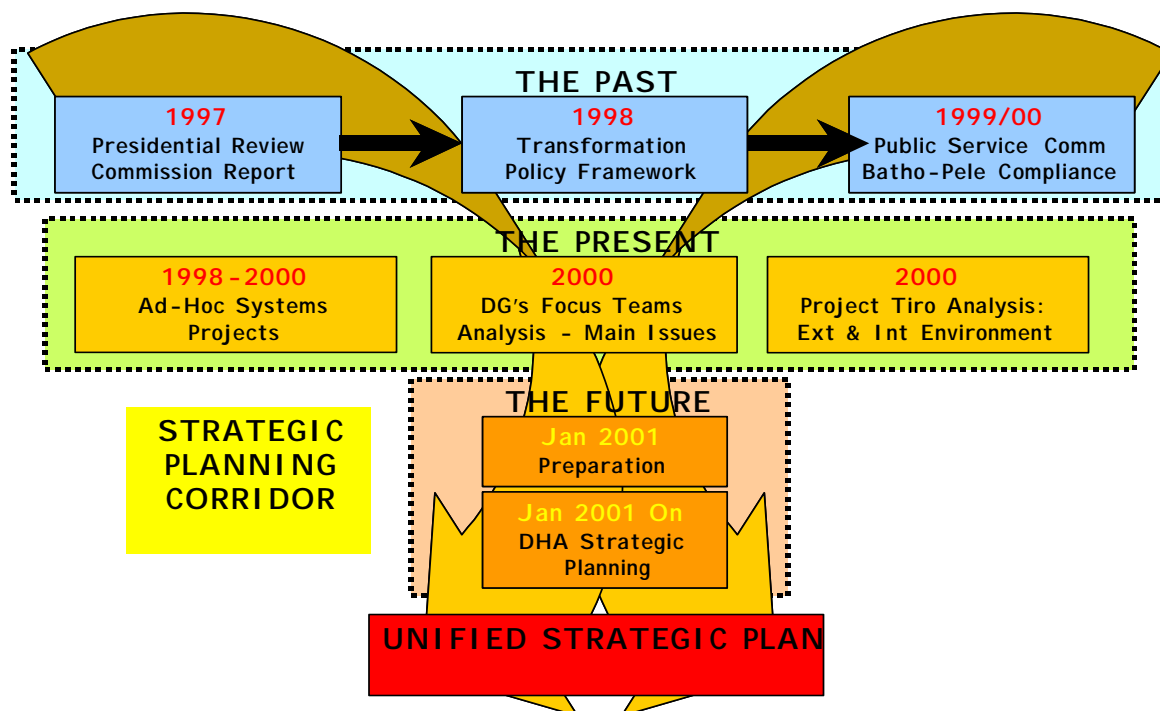 THE PAST
1997
Presidential Review
Commission Report
1998
Transformation
Policy Framework
1999/00
Public Service Comm
Batho-Pele Compliance
THE PRESENT
1998-2000
Ad-Hoc Systems
Projects
2000
DG's Focus Teams
Analysis - Main Issues
2000
Project Tiro Analysis:
Ext & Int Environment
THE FUTURE
Jan 2001
Preparation
Jan 2001 On
DHA Strategic
Planning
STRATEGIC
PLANNING
CORRIDOR
UNIFIED STRATEGIC PLAN